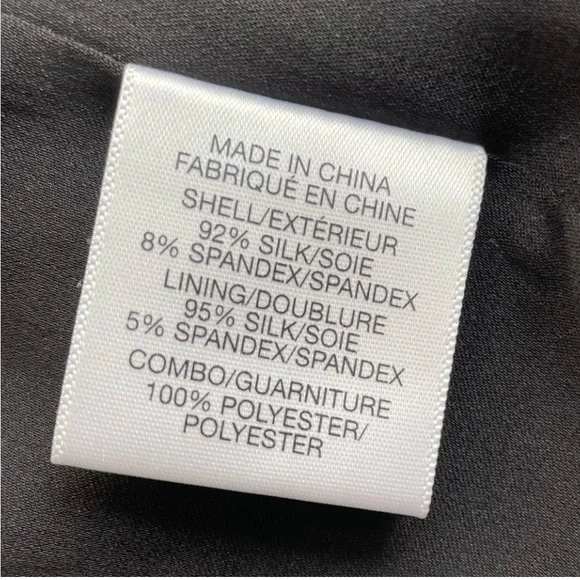 MADE IN CHINA
FABRIQUÉ EN CHINE
SHELL/EXTÉRIEUR
92% SILK/SOIE
8% SPANDEX/SPANDEX
LINING/DOUBLURE
95% SILK/SOIE
5% SPANDEX/SPANDEX
COMBO/GUARNITURE
100% POLYESTER/
POLYESTER